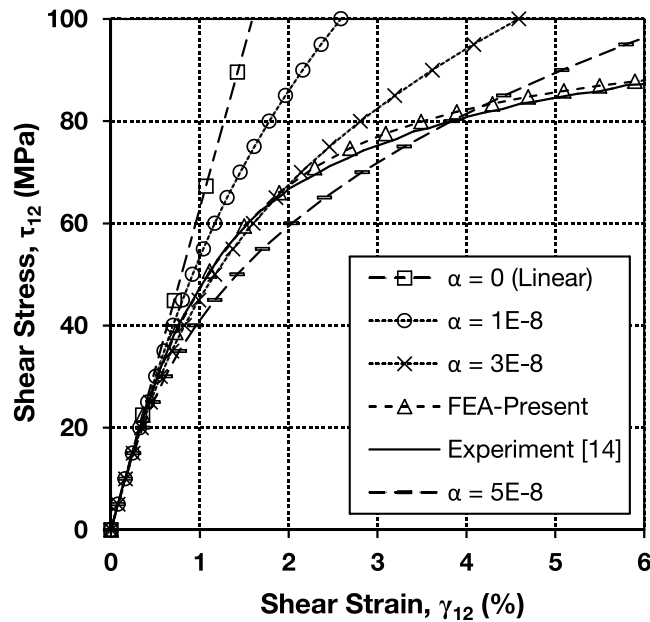 100
80
60
40
20
0
Shear Stress, τ12 (MPa)
α = 0 (Linear)
α = 1E-8
α = 3E-8
FEA-Present
Experiment [14]
α = 5E-8
0 1 2 3 4 5 6
Shear Strain, γ12 (%)